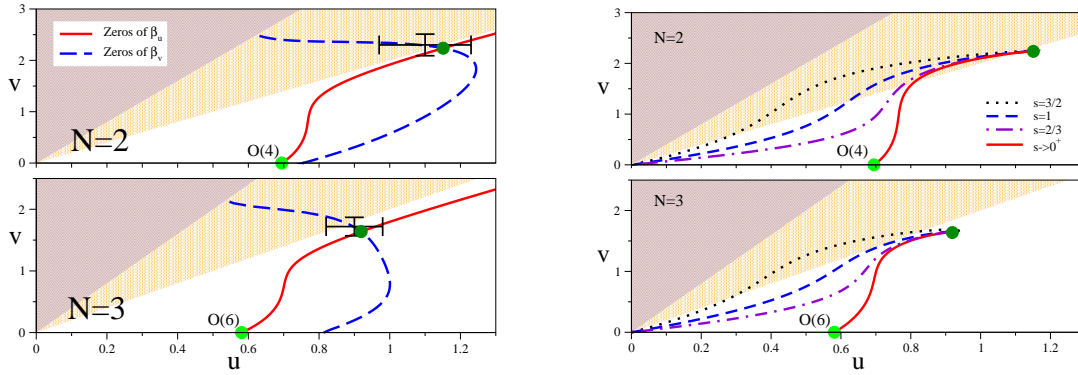 3
2
1
0
v
Zeros of βu
Zeros of βv
N=2
O(4)
2
1
0
v
N=3
O(6)
0
0.2
0.4
0.6
0.8
1
1.2
u
3
2
1
0
v
N=2
s=3/2
s=1
s=2/3
s->0+
O(4)
2
1
0
v
N=3
O(6)
0
0.2
0.4
0.6
0.8
1
1.2
u